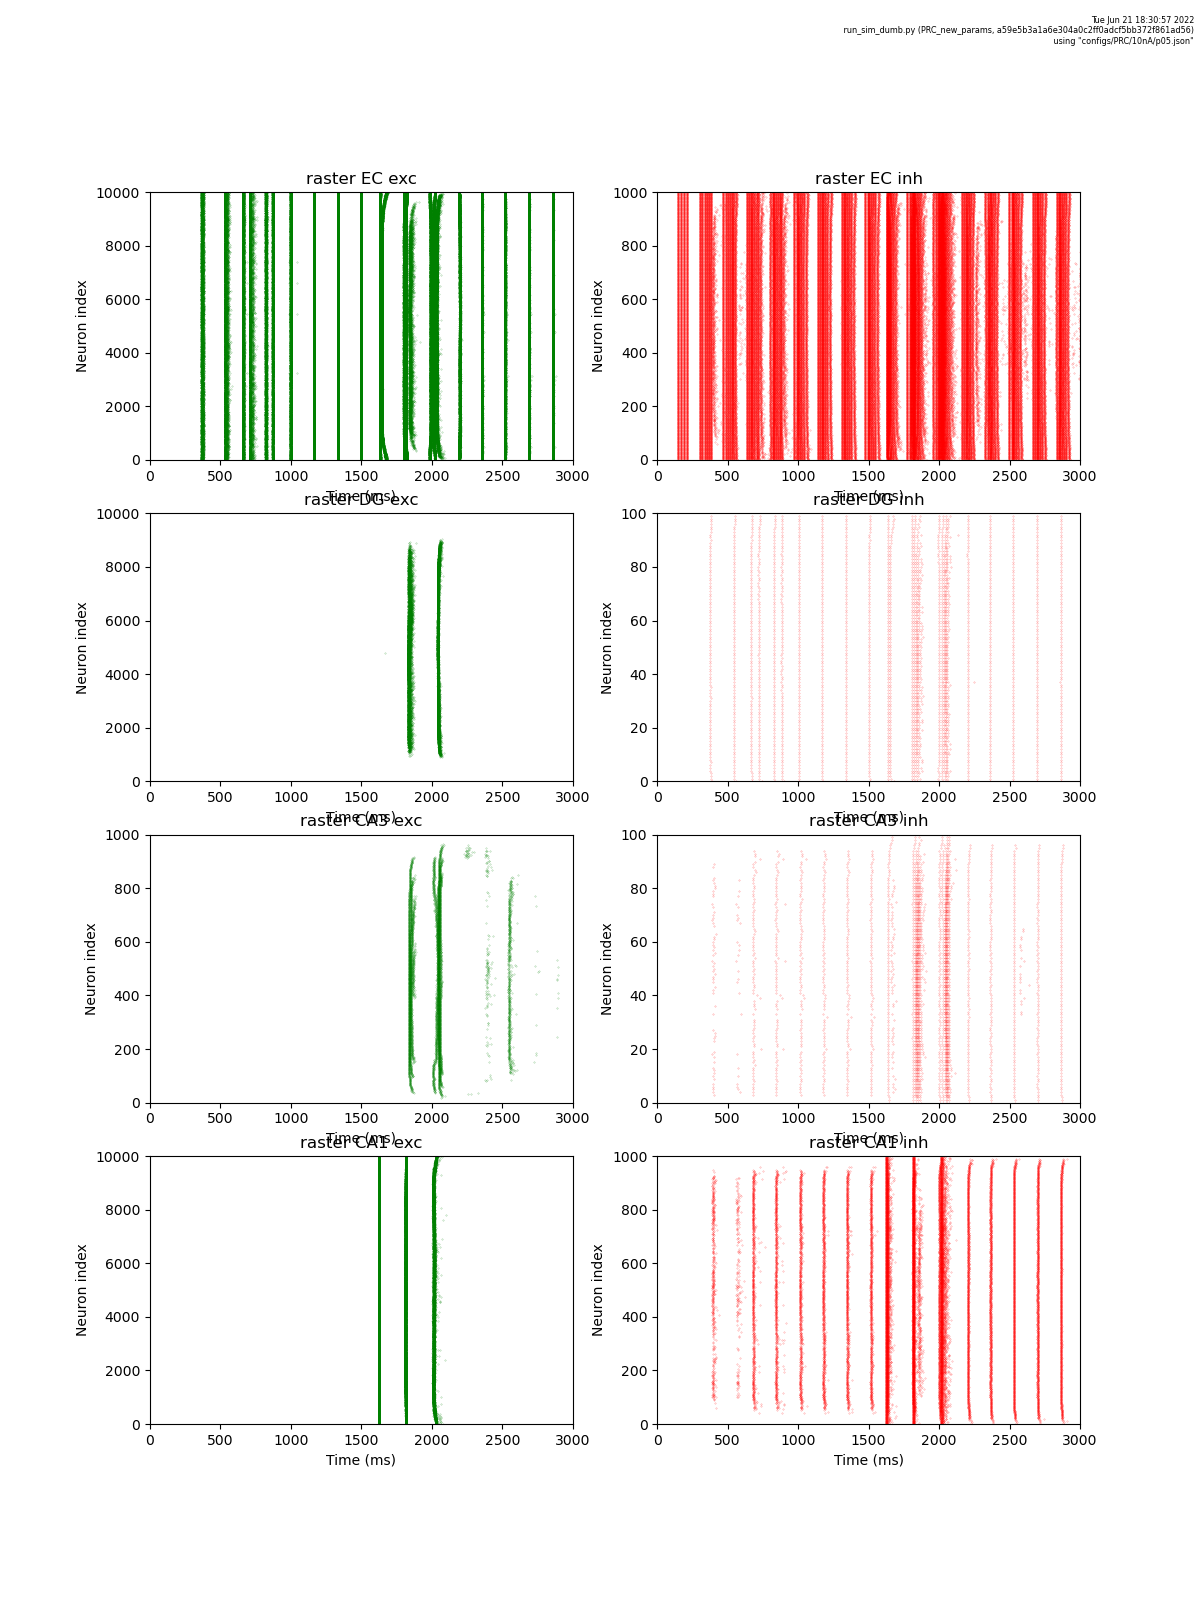 Tue Jun 21 18:30:57 2022
run_sim_dumb.py (PRC_new_params, a59e5b3a1a6e304a0c2ff0adcf5bb372f861ad56)
using "configs/PRC/10nA/p05.json"
raster EC exc
10000
8000
6000
4000
2000
0
Neuron index
0 500 1000 1500 2000 2500 3000
Time (ms)
raster EC inh
1000
800
600
400
200
0
Neuron index
0 500 1000 1500 2000 2500 3000
Time (ms)
raster DG exc
10000
8000
6000
4000
2000
0
Neuron index
0 500 1000 1500 2000 2500 3000
Time (ms)
raster DG inh
100
80
60
40
20
0
Neuron index
0 500 1000 1500 2000 2500 3000
Time (ms)
raster CA3 exc
1000
800
600
400
200
0
Neuron index
0 500 1000 1500 2000 2500 3000
Time (ms)
raster CA3 inh
100
80
60
40
20
0
Neuron index
0 500 1000 1500 2000 2500 3000
Time (ms)
raster CA1 exc
10000
8000
6000
4000
2000
0
Neuron index
0 500 1000 1500 2000 2500 3000
Time (ms)
raster CA1 inh
1000
800
600
400
200
0
Neuron index
0 500 1000 1500 2000 2500 3000
Time (ms)